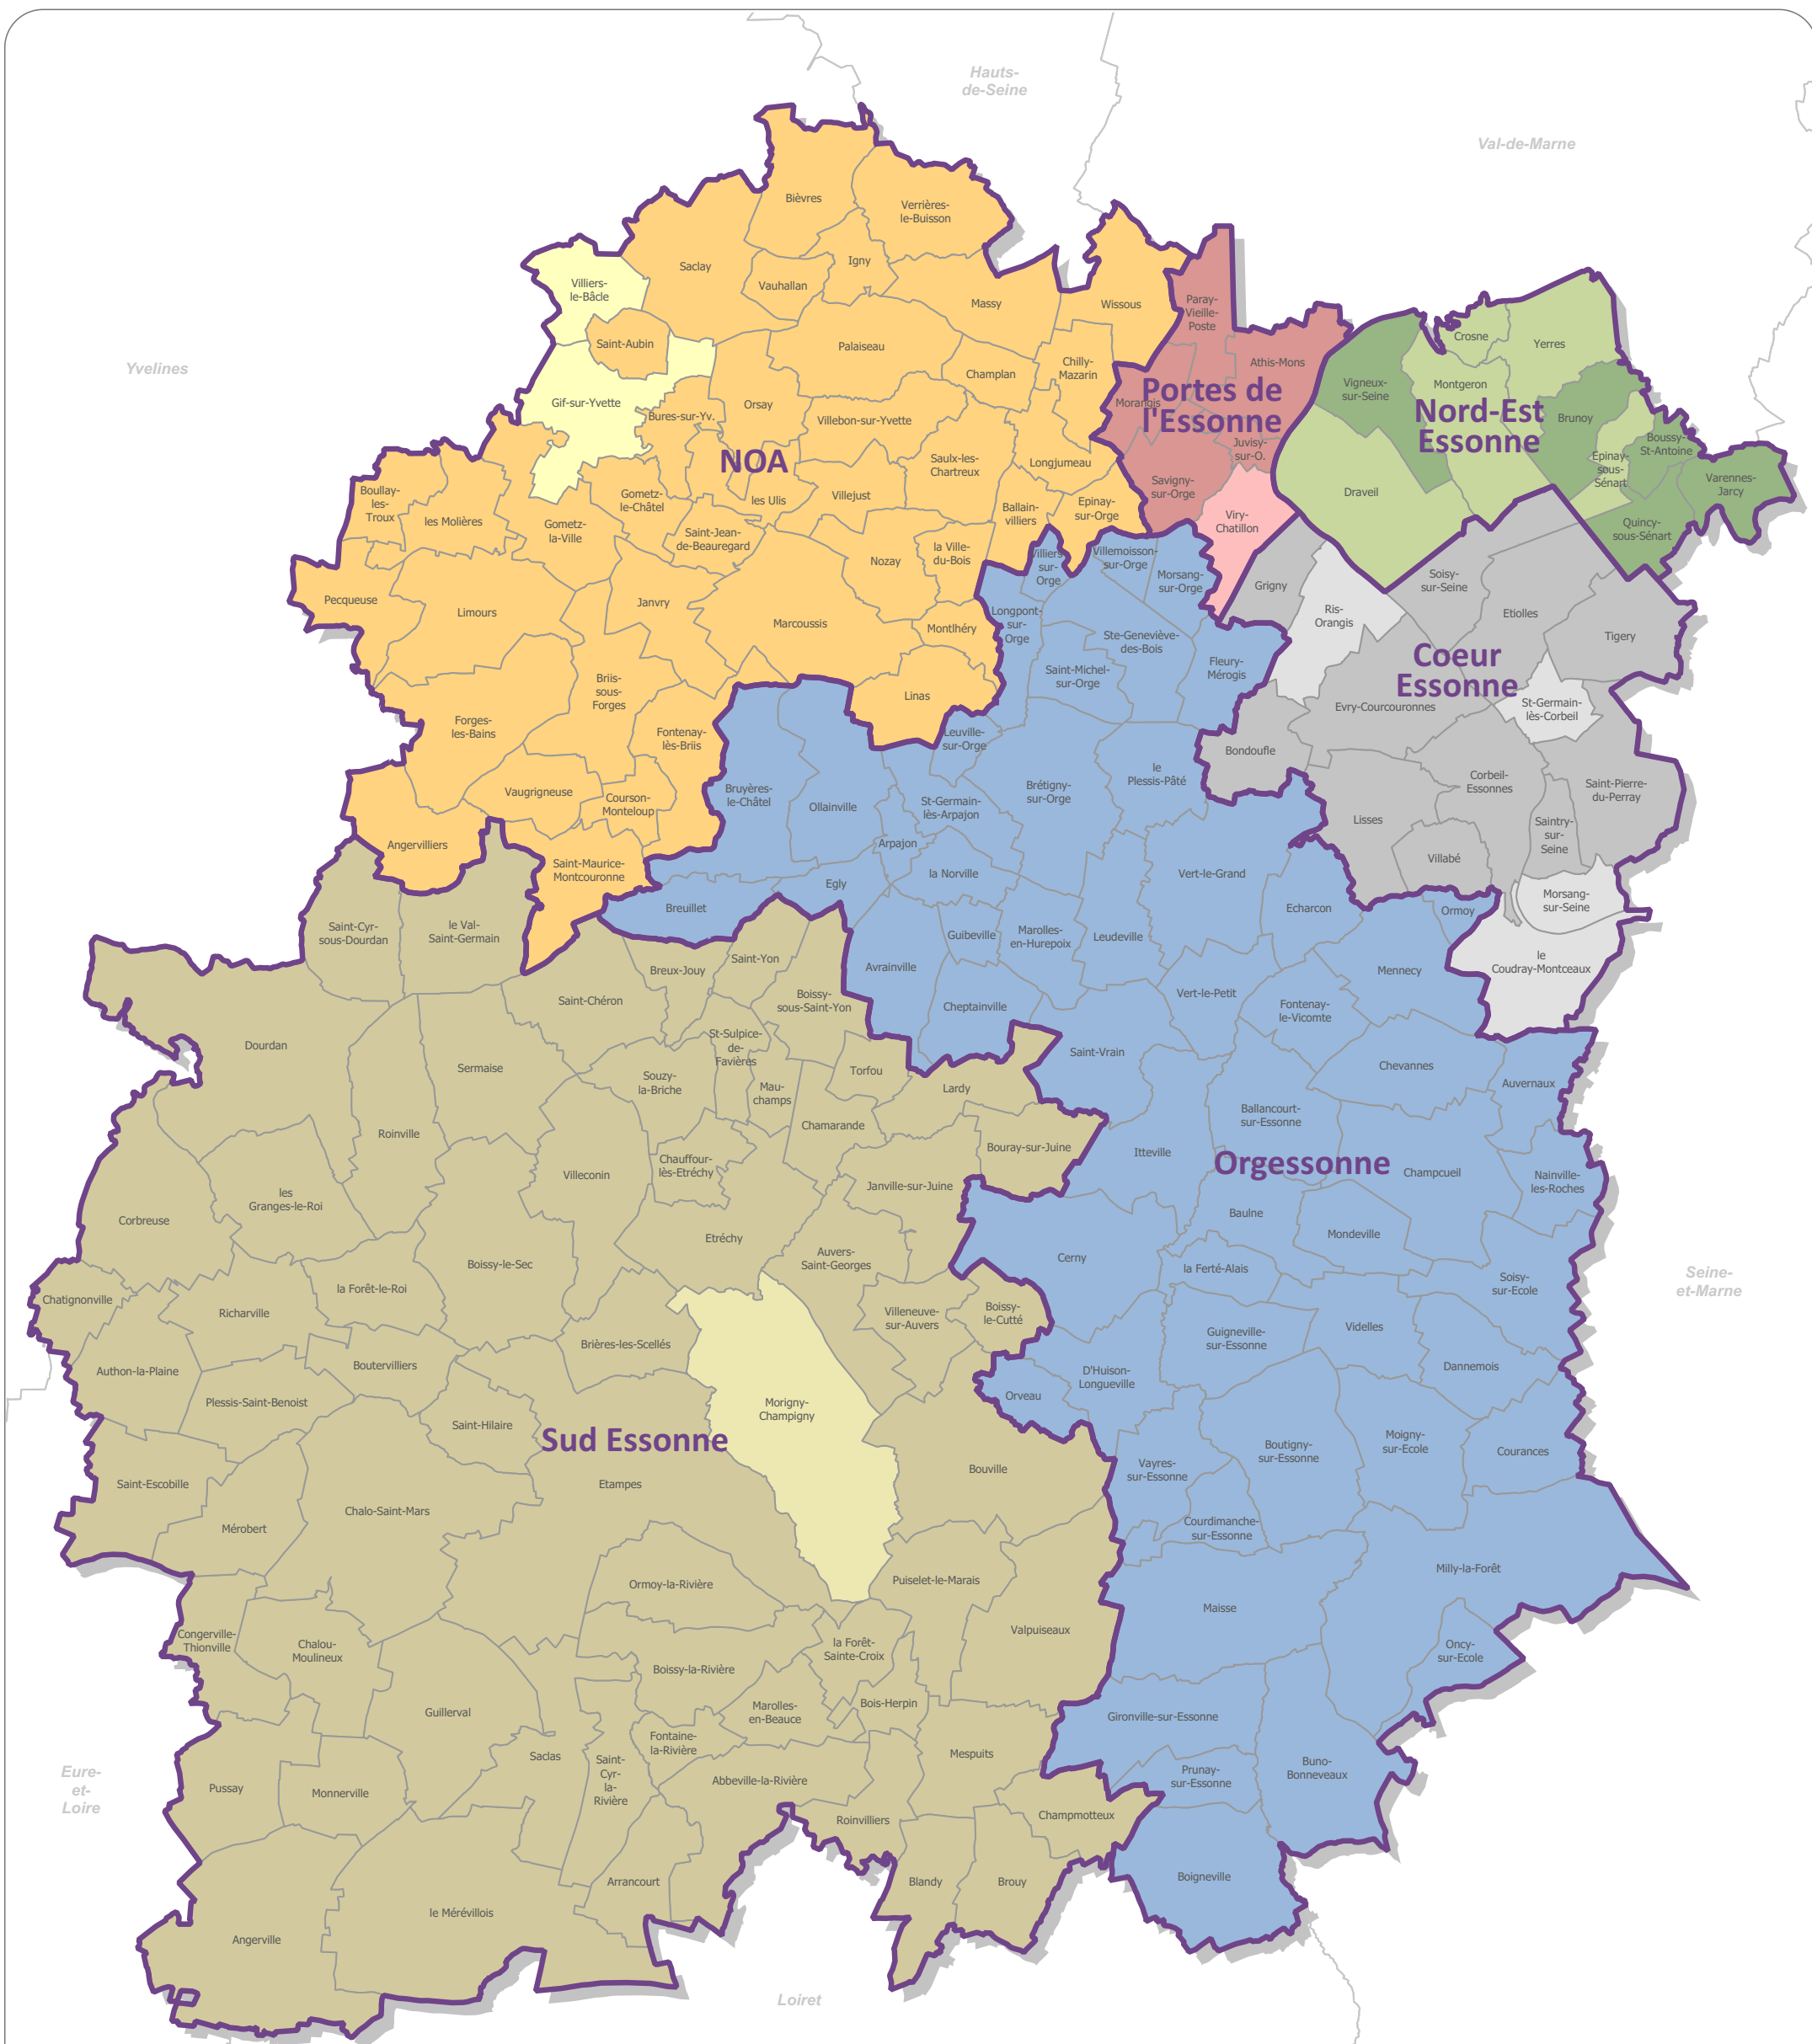 Hauts-
de-Seine
Val-de-Marne
Yvelines
Seine-
et-Marne
Eure-
et-
Loire
Loiret
NOA
Bièvres
Verrières-
le-Buisson
Saclay
Igny
Vauhallan
Villiers-
le-Bâcle
Massy
Wissous
Saint-Aubin
Palaiseau
Champlan
Chilly-
Mazarin
Gif-sur-Yvette
Bures-sur-Yv.
Orsay
Villebon-sur-Yvette
Saulx-les-
Chartreux
Longjumeau
les Ulis
Villejust
Ballain-
villiers
Epinay-
sur-Orge
Boullay-
les-
Troux
les Molières
Gometz-
la-Ville
Gometz-
le-Châtel
Saint-Jean-
de-Beauregard
Nozay
la Ville-
du-Bois
Pecqueuse
Limours
Janvry
Marcoussis
Montlhéry
Linas
Briis-
sous-
Forges
Forges-
les-Bains
Fontenay-
lès-Briis
Vaugrigneuse
Courson-
Monteloup
Angervilliers
Saint-Maurice-
Montcouronne
Portes de
l'Essonne
Paray-
Vieille-
Poste
Athis-Mons
Morangis
Juvisy-
sur-O.
Savigny-
sur-Orge
Viry-
Chatillon
Nord-Est
Essonne
Crosne
Yerres
Vigneux-
sur-Seine
Montgeron
Brunoy
Boussy-
St-Antoine
Epinay-
sous-
Sénart
Varennes-
Jarcy
Draveil
Quincy-
sous-Sénart
Coeur
Essonne
Grigny
Ris-
Orangis
Soisy-
sur-Seine
Etiolles
Tigery
Evry-Courcouronnes
St-Germain-
lès-Corbeil
Bondoufle
Corbeil-
Essonnes
Saint-Pierre-
du-Perray
Lisses
Saintry-
sur-
Seine
Villabé
Morsang-
sur-Seine
le
Coudray-Montceaux
Orgessonne
Villiers-
sur-
Orge
Villemoisson-
sur-Orge
Morsang-
sur-Orge
Longpont-
sur-
Orge
Ste-Geneviève-
des-Bois
Fleury-
Mérogis
Saint-Michel-
sur-Orge
Leuville-
sur-Orge
Bruyères-
le-Châtel
Ollainville
St-Germain-
lès-Arpajon
Brétigny-
sur-Orge
le
Plessis-Pâté
Arpajon
la Norville
Egly
Breuillet
Vert-le-Grand
Echarcon
Ormoy
Guibeville
Marolles-
en-Hurepoix
Leudeville
Avrainville
Mennecy
Cheptainville
Vert-le-Petit
Fontenay-
le-Vicomte
Saint-Vrain
Chevannes
Auvernaux
Ballancourt-
sur-Essonne
Itteville
Champcueil
Nainville-
les-Roches
Baulne
Mondeville
Cerny
la Ferté-Alais
Soisy-
sur-Ecole
Guigneville-
sur-Essonne
Videlles
Dannemois
D'Huison-
Longueville
Orveau
Vayres-
sur-Essonne
Boutigny-
sur-Essonne
Moigny-
sur-Ecole
Courances
Courdimanche-
sur-Essonne
Milly-la-Forêt
Maisse
Oncy-
sur-Ecole
Gironville-sur-Essonne
Prunay-
sur-Essonne
Buno-
Bonneveaux
Boigneville
Sud Essonne
Saint-Cyr-
sous-Dourdan
le Val-
Saint-Germain
Breux-Jouy
Saint-Yon
Saint-Chéron
Boissy-
sous-Saint-Yon
Dourdan
Sermaise
St-Sulpice-
de-
Favières
Souzy-
la-Briche
Mau-
champs
Torfou
Lardy
Roinville
Chamarande
Bouray-sur-Juine
Villeconin
Chauffour-
lès-Etréchy
Janville-sur-Juine
les
Granges-le-Roi
Corbreuse
Etréchy
Auvers-
Saint-Georges
Boissy-le-Sec
la Forêt-le-Roi
Chatignonville
Richarville
Villeneuve-
sur-Auvers
Boissy-
le-Cutté
Brières-les-Scellés
Authon-la-Plaine
Boutervilliers
Plessis-Saint-Benoist
Saint-Hilaire
Morigny-
Champigny
Bouville
Saint-Escobille
Etampes
Chalo-Saint-Mars
Mérobert
Ormoy-la-Rivière
Puiselet-le-Marais
Valpuiseaux
Congerville-
Thionville
Chalou-
Moulineux
la Forêt-
Sainte-Croix
Boissy-la-Rivière
Guillerval
Marolles-
en-Beauce
Bois-Herpin
Fontaine-
la-Rivière
Saclas
Saint-
Cyr-
la-
Rivière
Mespuits
Abbeville-la-Rivière
Pussay
Monnerville
Roinvilliers
Champmotteux
Arrancourt
Blandy
Brouy
le Mérévillois
Angerville